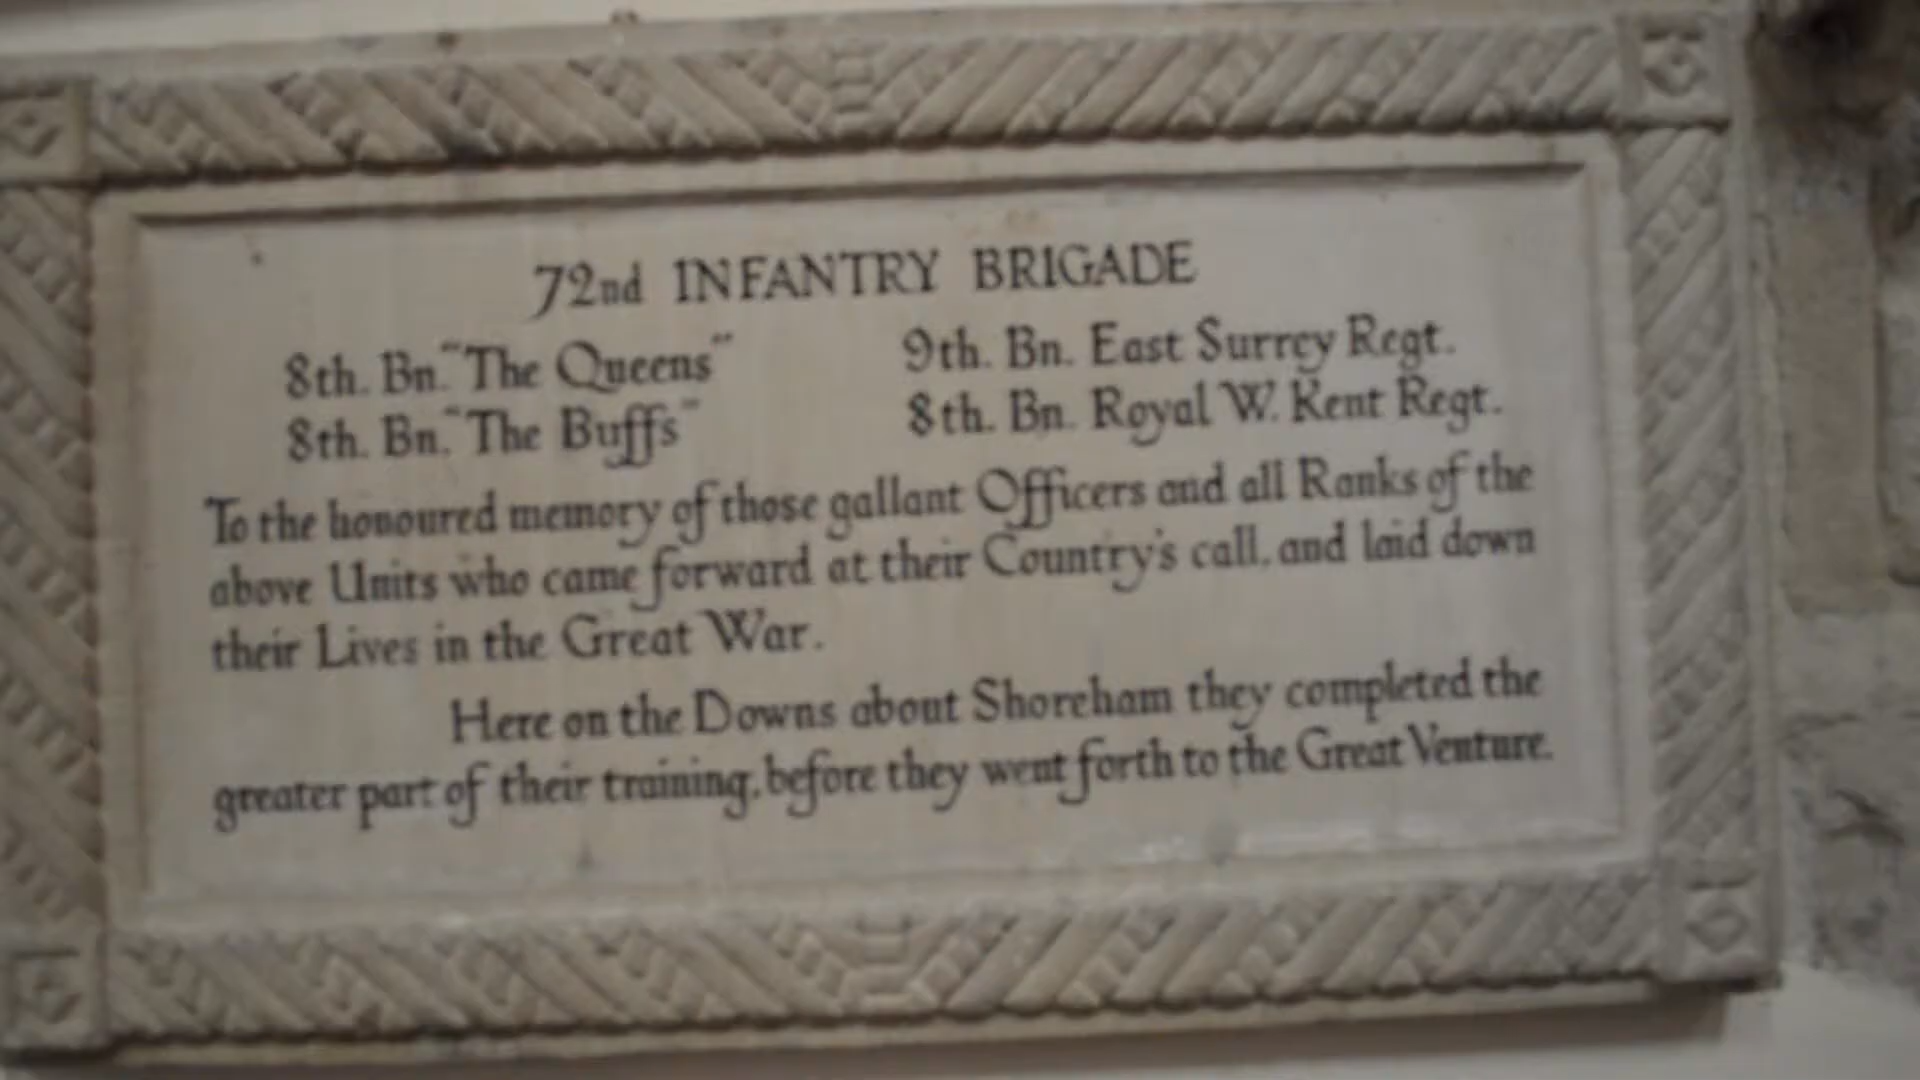 72nd INFANTRY BRIGADE
8th. Bn. "The Queens" 9th. Bn. East Surrey Regt.
8th. Bn. "The Buffs" 8th. Bn. Royal W. Kent Regt.
To the honoured memory of those gallant Officers and all Ranks of the
above Units who came forward at their Country's call, and laid down
their Lives in the Great War.
Here on the Downs about Shoreham they completed the
greater part of their training, before they went forth to the Great Venture.